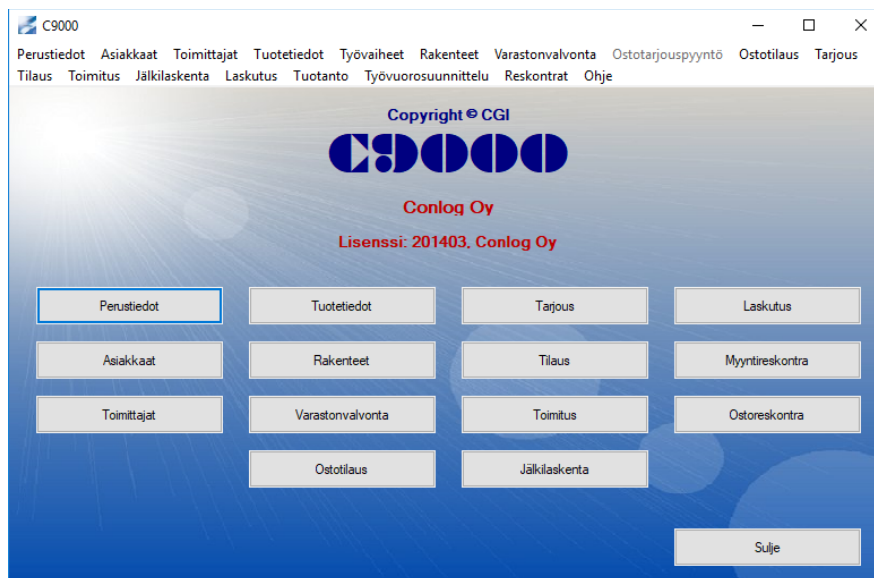 C9000
Perustiedot Asiakkaat Toimittajat Tuotetiedot Työvaiheet Rakenteet Varastonvalvonta Ostotarjouspyyntö Ostotilaus Tarjous
Tilaus Toimitus Jälkilaskenta Laskutus Tuotanto Työvuorosuunnittelu Reskontrat Ohje
Copyright © CGI
C9000
Conlog Oy
Lisenssi: 201403, Conlog Oy
Perustiedot Tuotetiedot Tarjous Laskutus
Asiakkaat Rakenteet Tilaus Myyntireskontra
Toimittajat Varastonvalvonta Toimitus Ostoreskontra
Ostotilaus Jälkilaskenta
Sulje